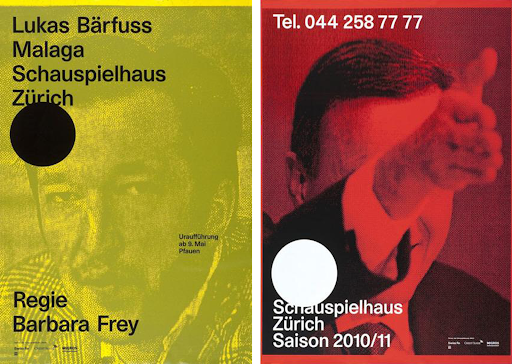 Lukas Bärfuss
Malaga
Schauspielhaus
Zürich
Uraufführung
ab 9. Mai
Pfauen
Regie
Barbara Frey
Tel. 044 258 77 77
Schauspielhaus
Zürich
Saison 2010/11